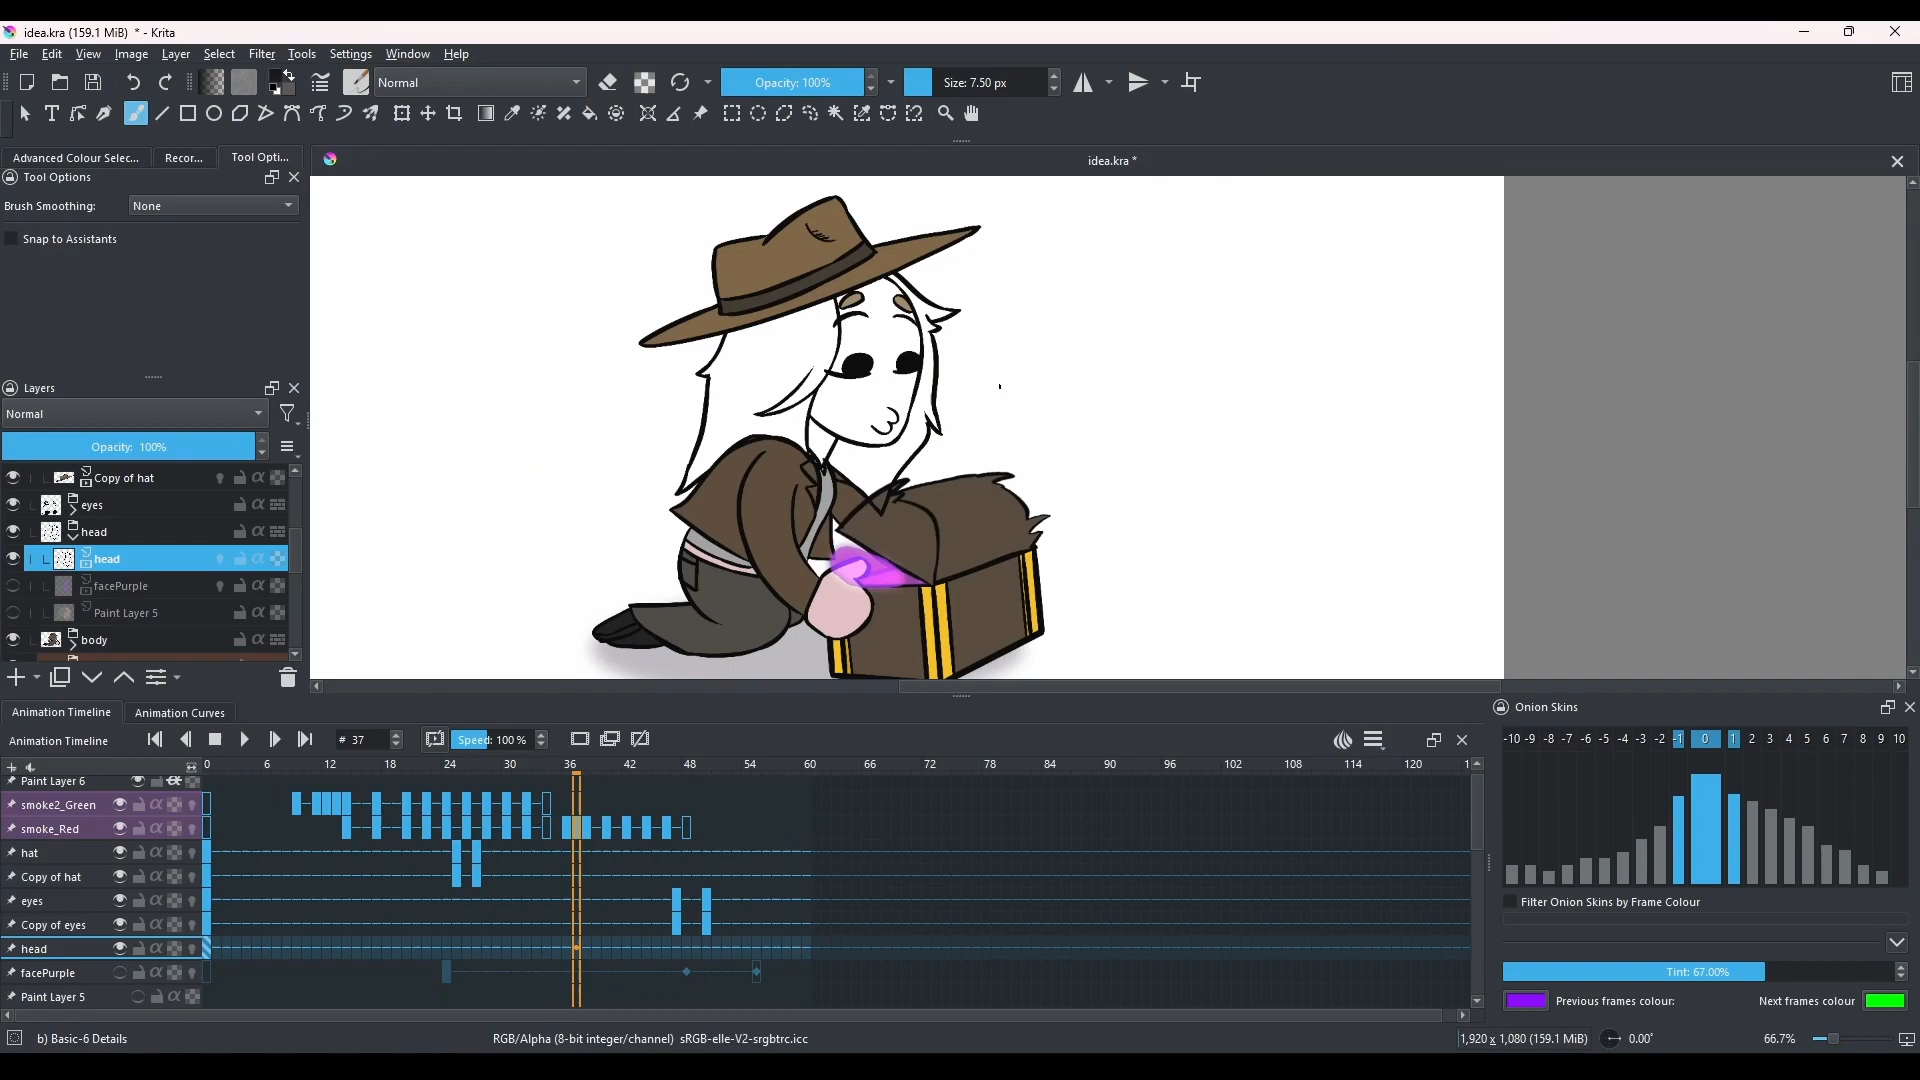 idea.kra (159.1 MiB) * - Krita
File Edit View Image Layer Select Filter Tools Settings Window Help
Normal Opacity: 100% Size: 7.50 px
Advanced Colour Selec... Recor... Tool Opti... idea.kra *
Tool Options
Brush Smoothing: None
Snap to Assistants
Layers
Normal
Opacity: 100%
Copy of hat
eyes
head
head
facePurple
Paint Layer 5
body
Animation Timeline Animation Curves
Animation Timeline # 37 Speed: 100 %
0 6 12 18 24 30 36 42 48 54 60 66 72 78 84 90 96 102 108 114 120 1
Paint Layer 6
smoke2_Green
smoke_Red
hat
Copy of hat
eyes
Copy of eyes
head
facePurple
Paint Layer 5
Onion Skins
-10 -9 -8 -7 -6 -5 -4 -3 -2 -1 0 1 2 3 4 5 6 7 8 9 10
Filter Onion Skins by Frame Colour
Tint: 67.00%
Previous frames colour: Next frames colour
b) Basic-6 Details RGB/Alpha (8-bit integer/channel) sRGB-elle-V2-srgbtrc.icc 1,920 x 1,080 (159.1 MiB) 0.00° 66.7%